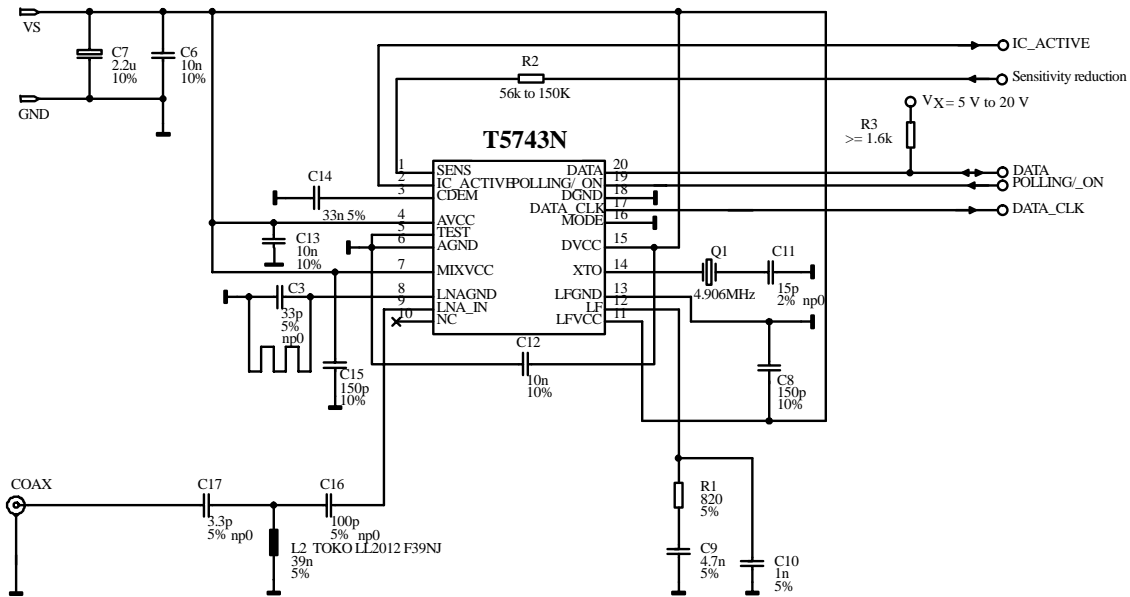 VS
C7
2.2u
10%
C6
10n
10%
GND
IC_ACTIVE
R2
56k to 150K
Sensitivity reduction
VX = 5 V to 20 V
R3
>= 1.6k
T5743N
1 SENS DATA 20
2 IC_ACTIVE POLLING/_ON 19
3 CDEM DGND 18
DATA_CLK 17
4 AVCC MODE 16
5 TEST
6 AGND DVCC 15
7 MIXVCC XTO 14
8 LNAGND LFGND 13
9 LNA_IN LF 12
10 NC LFVCC 11
DATA
POLLING/_ON
DATA_CLK
C14
33n 5%
C13
10n
10%
C3
33p
5%
np0
C15
150p
10%
C12
10n
10%
Q1
4.906MHz
C11
15p
2% np0
C8
150p
10%
COAX
C17
3.3p
5% np0
C16
100p
5% np0
L2 TOKO LL2012 F39NJ
39n
5%
R1
820
5%
C9
4.7n
5%
C10
1n
5%